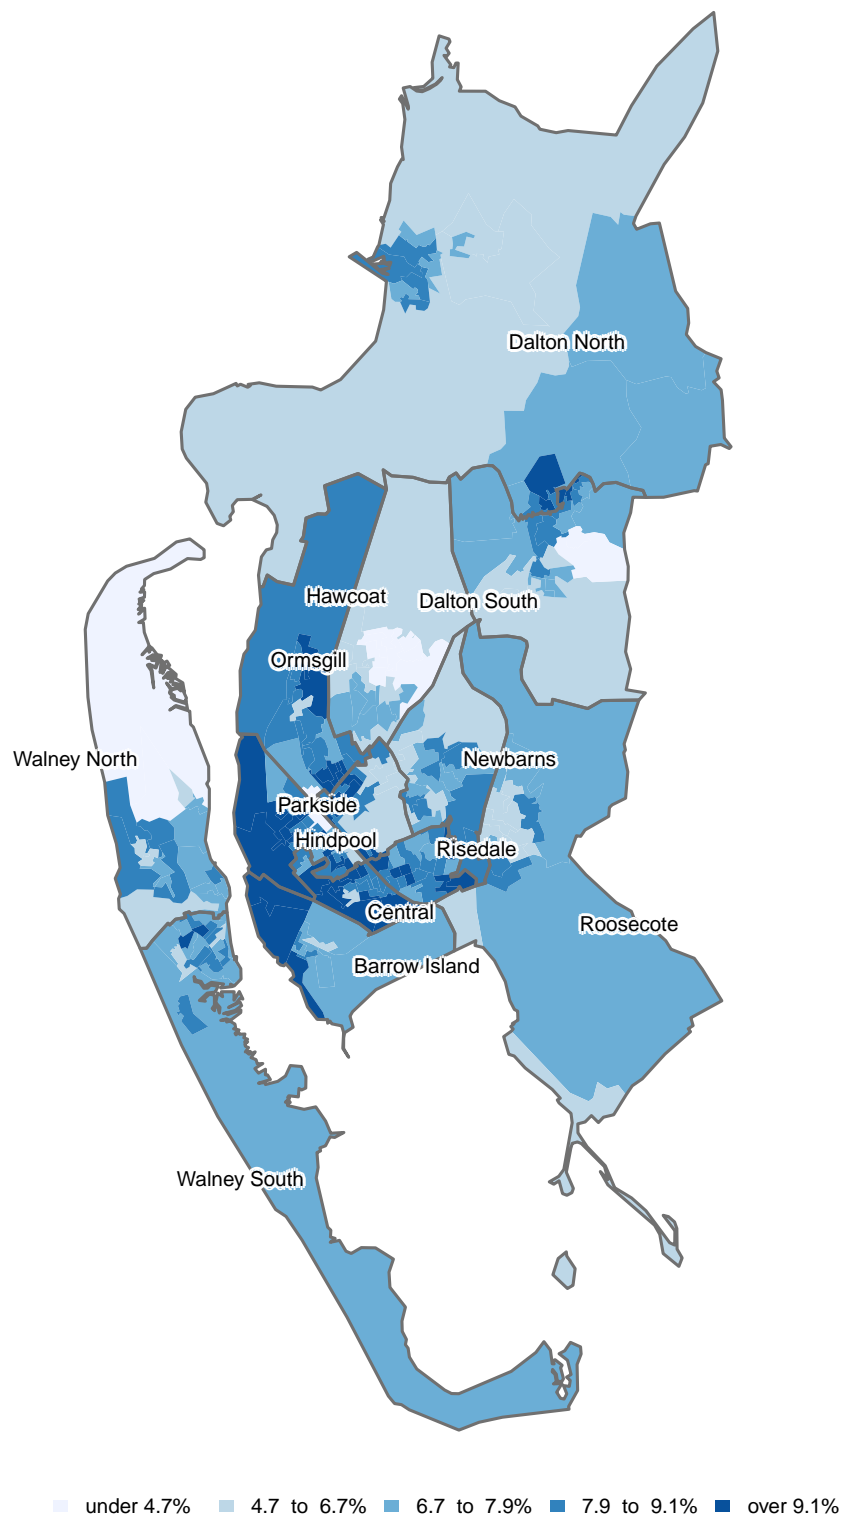 Dalton North
Hawcoat
Dalton South
Ormsgill
Walney North
Newbarns
Parkside
Hindpool
Risedale
Central
Roosecote
Barrow Island
Walney South
under 4.7% 4.7 to 6.7% 6.7 to 7.9% 7.9 to 9.1% over 9.1%